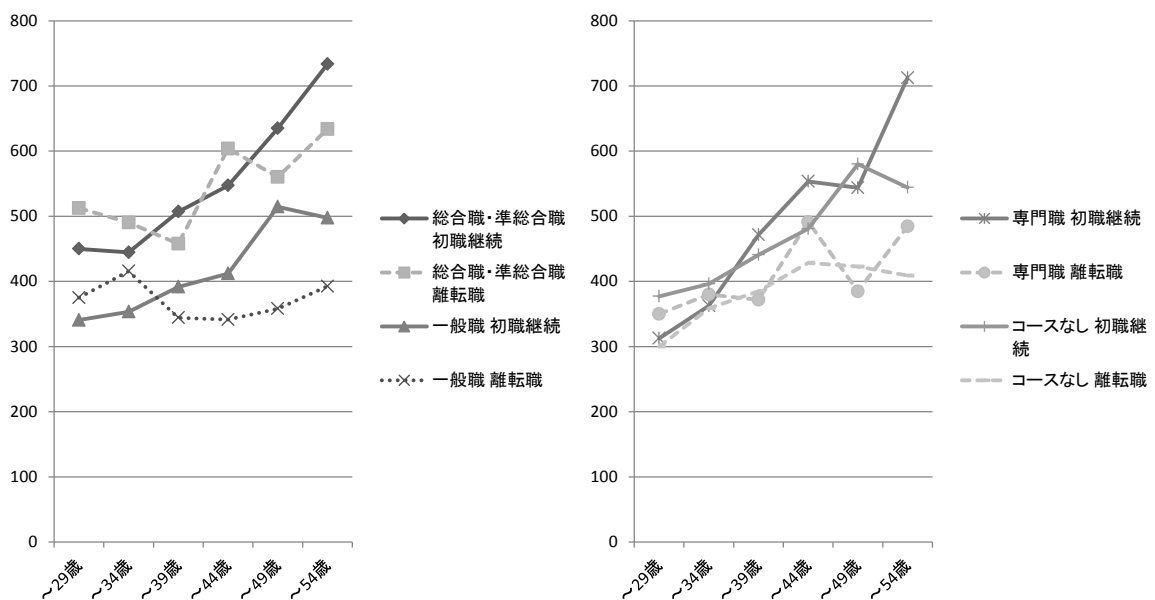 800
700
600
500
400
300
200
100
0
～29歳
～34歳
～39歳
～44歳
～49歳
～54歳
総合職・準総合職
初職継続
総合職・準総合職
離転職
一般職 初職継続
一般職 離転職
800
700
600
500
400
300
200
100
0
～29歳
～34歳
～39歳
～44歳
～49歳
～54歳
専門職 初職継続
専門職 離転職
コースなし 初職継
続
コースなし 離転職